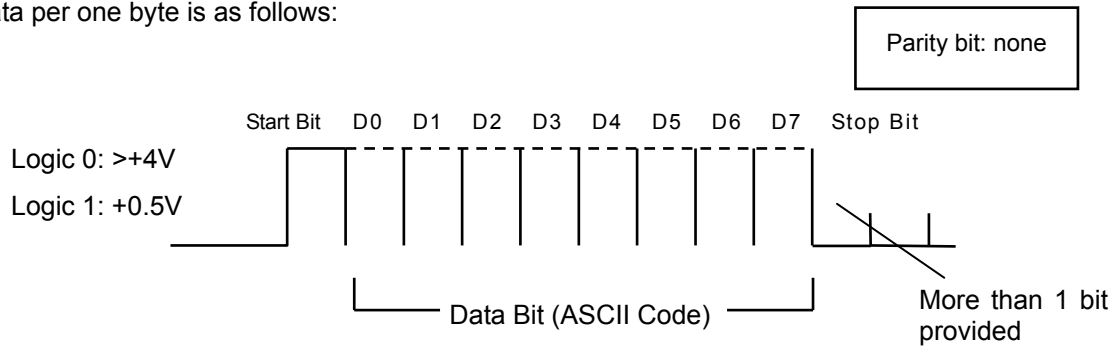 ta per one byte is as follows:
Parity bit: none
Start Bit D0 D1 D2 D3 D4 D5 D6 D7 Stop Bit
Logic 0: >+4V
Logic 1: +0.5V
Data Bit (ASCII Code)
More than 1 bit
provided